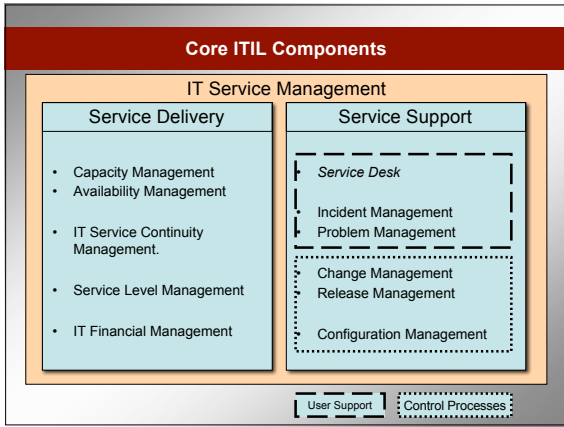 Core ITIL Components
IT Service Management
Service Delivery
• Capacity Management
• Availability Management
• IT Service Continuity
Management.
• Service Level Management
• IT Financial Management
Service Support
• Service Desk
• Incident Management
• Problem Management
• Change Management
• Release Management
• Configuration Management
User Support
Control Processes